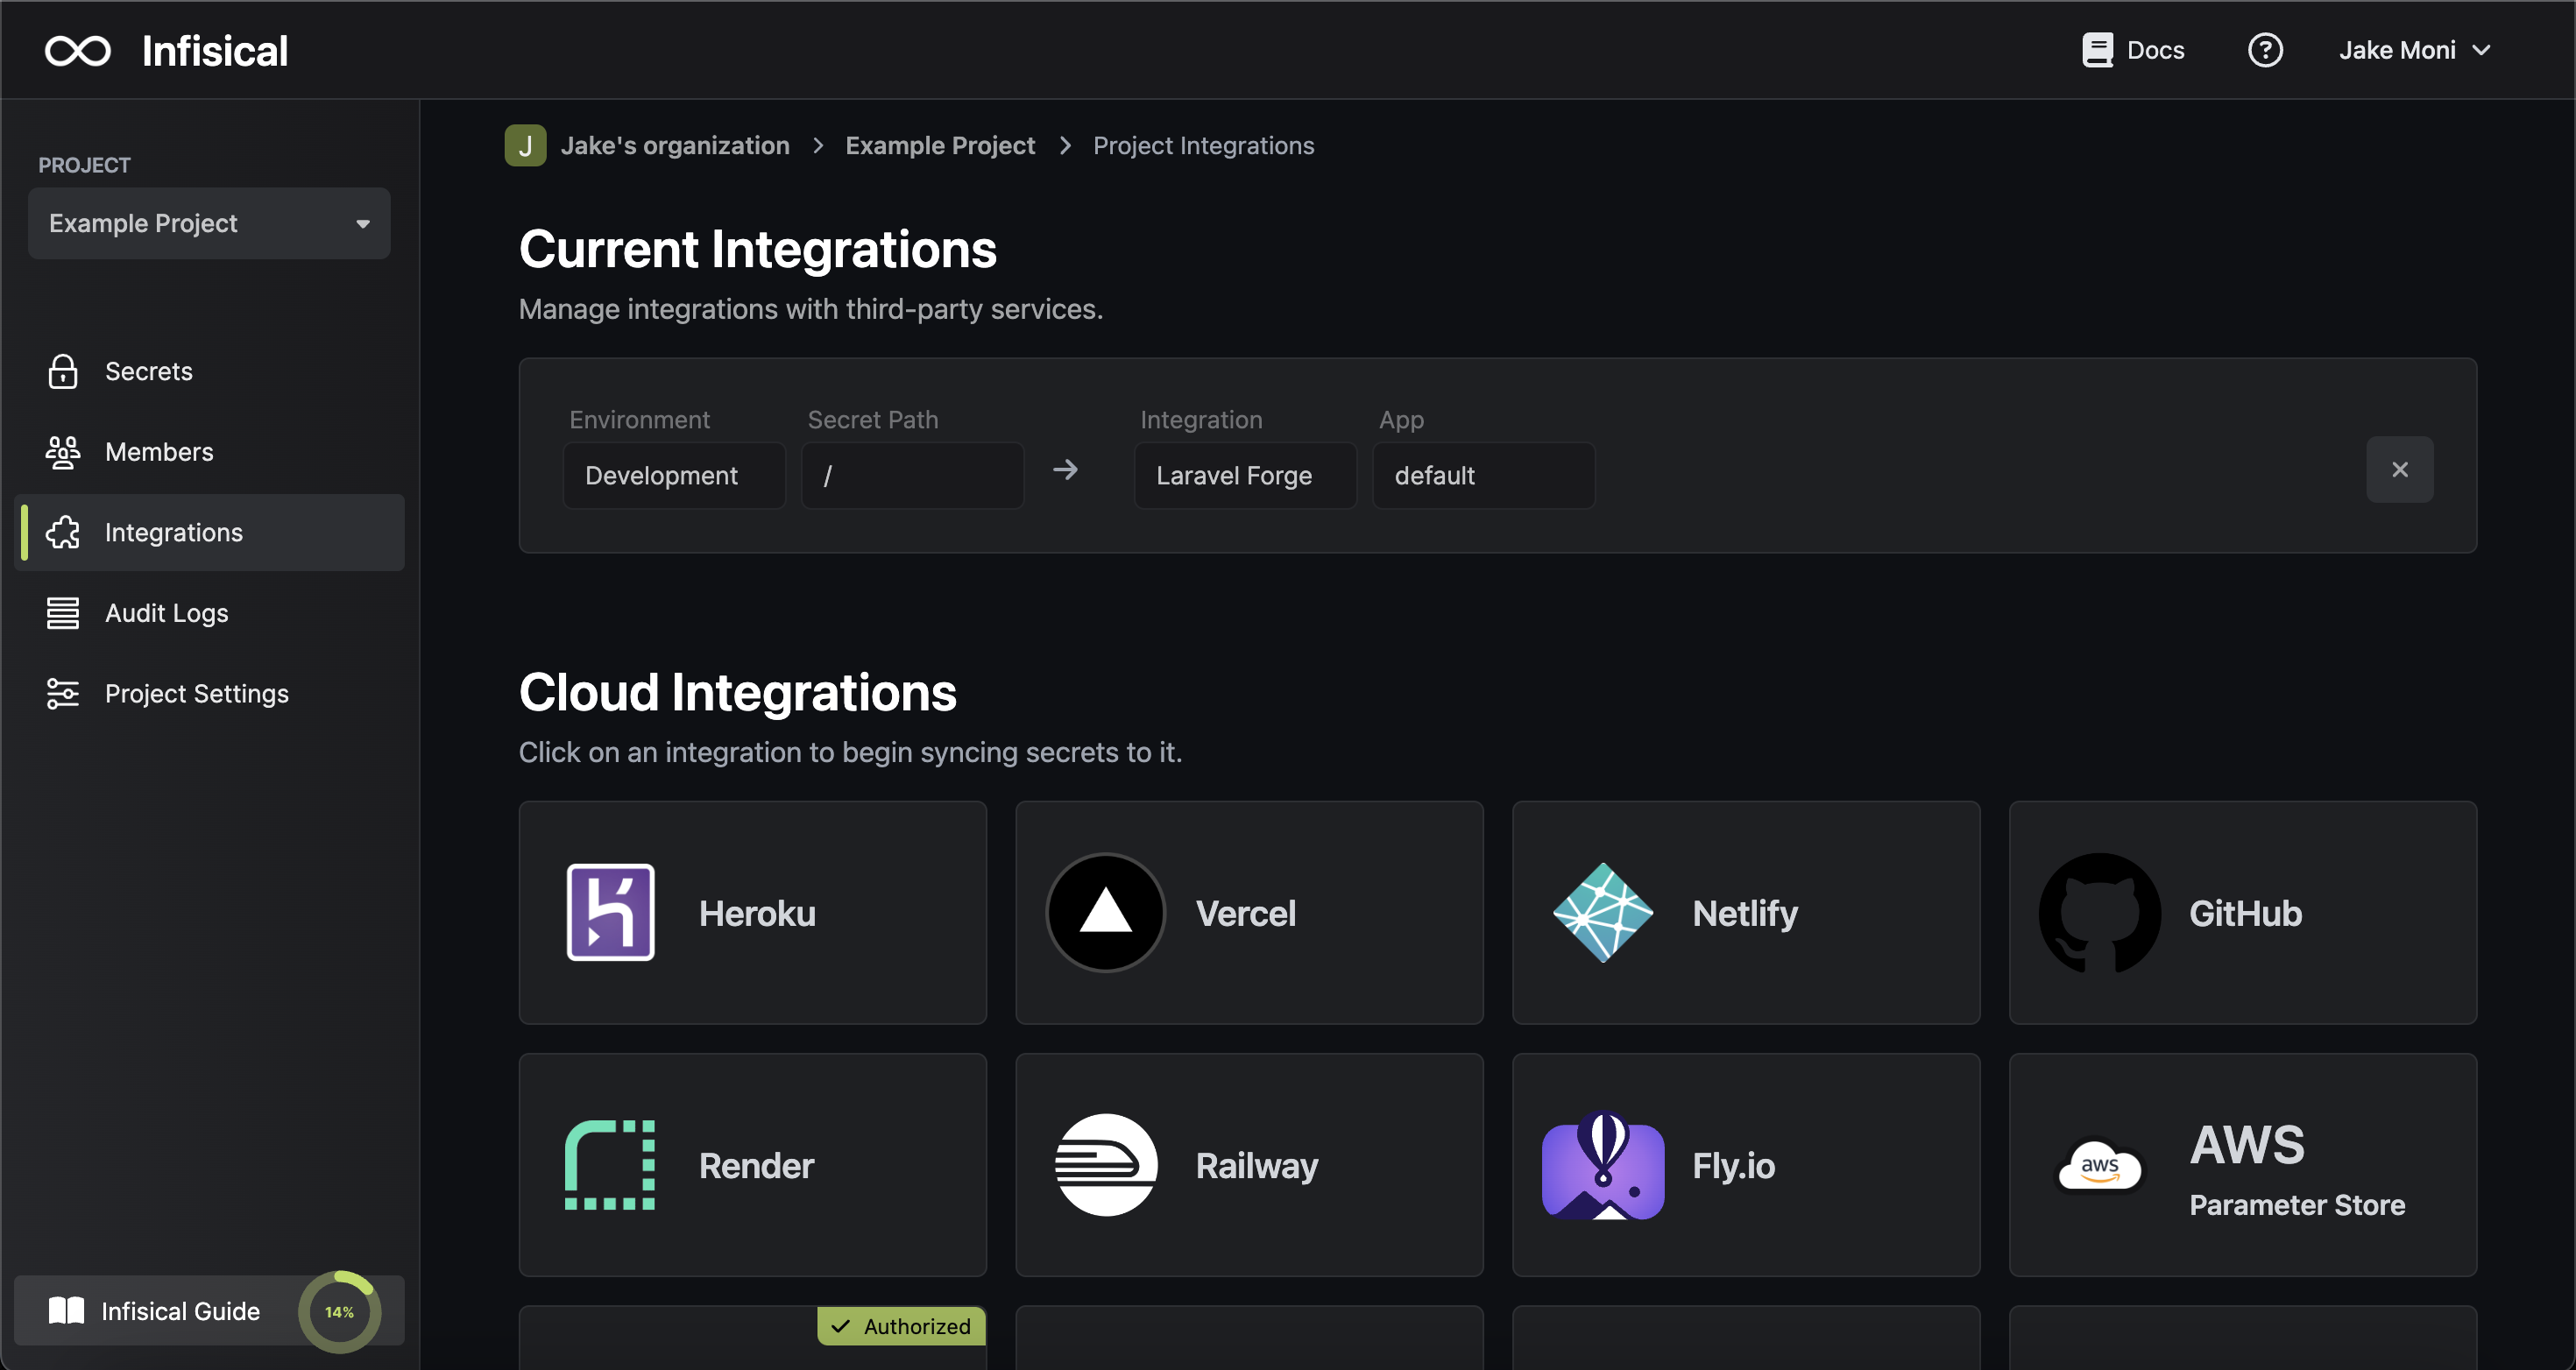 Infisical
Docs
Jake Moni
PROJECT
Example Project
Secrets
Members
Integrations
Audit Logs
Project Settings
Infisical Guide
14%
J Jake's organization > Example Project > Project Integrations
Current Integrations
Manage integrations with third-party services.
Environment Secret Path Integration App
Development / → Laravel Forge default
Cloud Integrations
Click on an integration to begin syncing secrets to it.
Heroku
Vercel
Netlify
GitHub
Render
Railway
Fly.io
aws
AWS
Parameter Store
Authorized